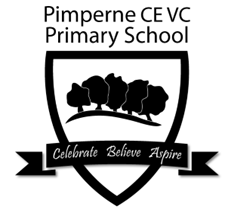 Pimperne CE VC
Primary School
Celebrate Believe Aspire